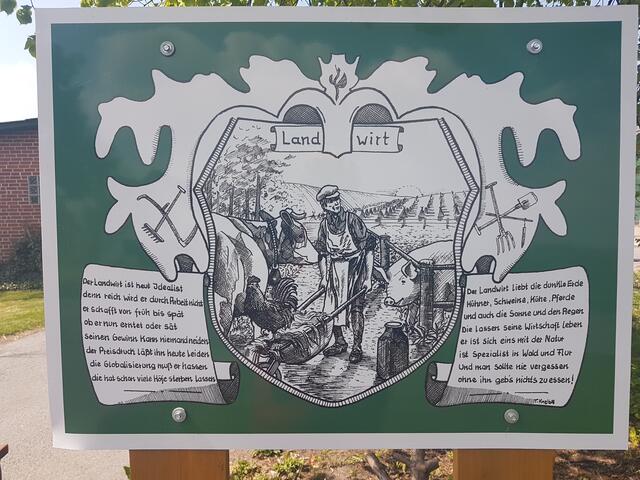 Land wirt
Der Landwirt ist heut Idealist
denn reich wird er durch Arbeit nicht
er schafft von früh bis spät
ob er nun erntet oder sät
seinen Gewinn kann niemand neiden
der Preisdruck läßt ihn heute leiden
die Globalisierung muß er hassen
die hat schon viele Höfe sterben lassen
Der Landwirt liebt die dunkle Erde
Hühner, Schweine, Kühe, Pferde
und auch die Sonne und den Regen
Die lassen seine Wirtschaft leben
er ist sich eins mit der Natur
ist Spezialist in Wald und Flur
Und man sollte nie vergessen
ohne ihn gebs nichts zu essen!